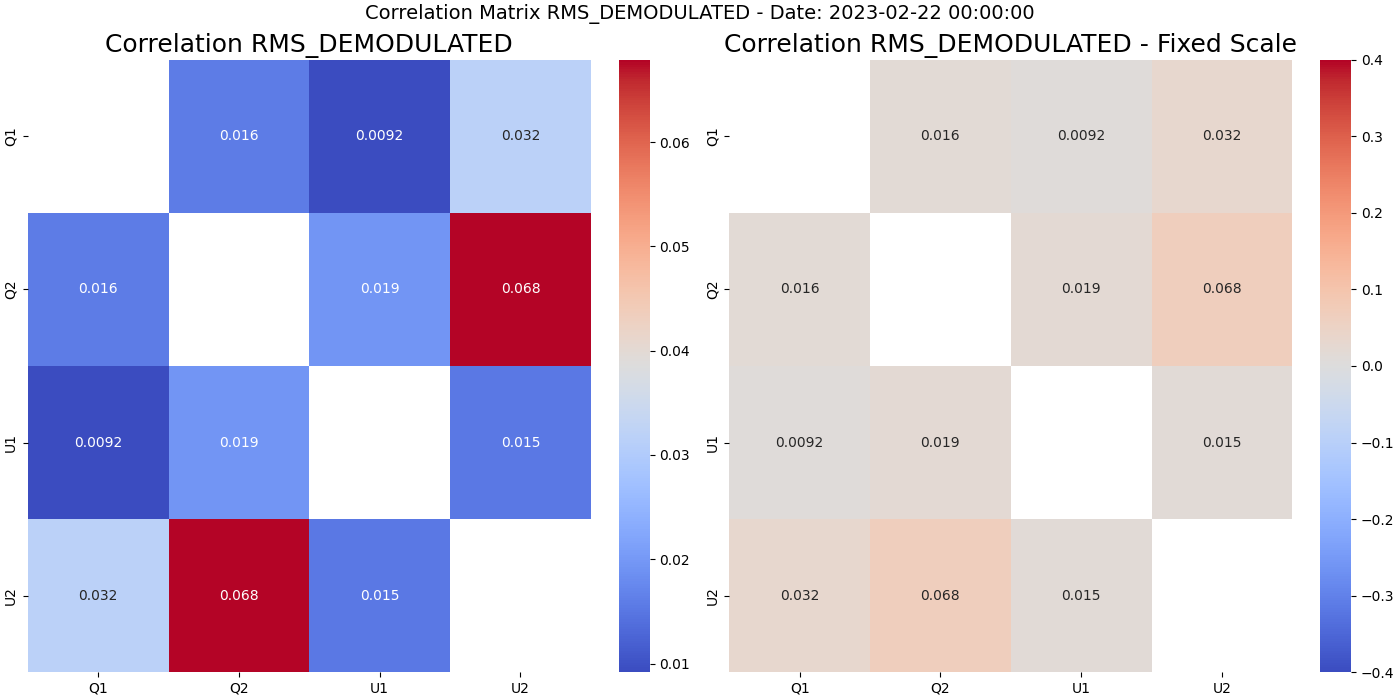 Correlation Matrix RMS_DEMODULATED - Date: 2023-02-22 00:00:00
Correlation RMS_DEMODULATED
Q1
0.016 0.0092 0.032
Q2
0.016 0.019 0.068
U1
0.0092 0.019 0.015
U2
0.032 0.068 0.015
Q1 Q2 U1 U2
0.06
0.05
0.04
0.03
0.02
0.01
Correlation RMS_DEMODULATED - Fixed Scale
Q1
0.016 0.0092 0.032
Q2
0.016 0.019 0.068
U1
0.0092 0.019 0.015
U2
0.032 0.068 0.015
Q1 Q2 U1 U2
0.4
0.3
0.2
0.1
0.0
−0.1
−0.2
−0.3
−0.4